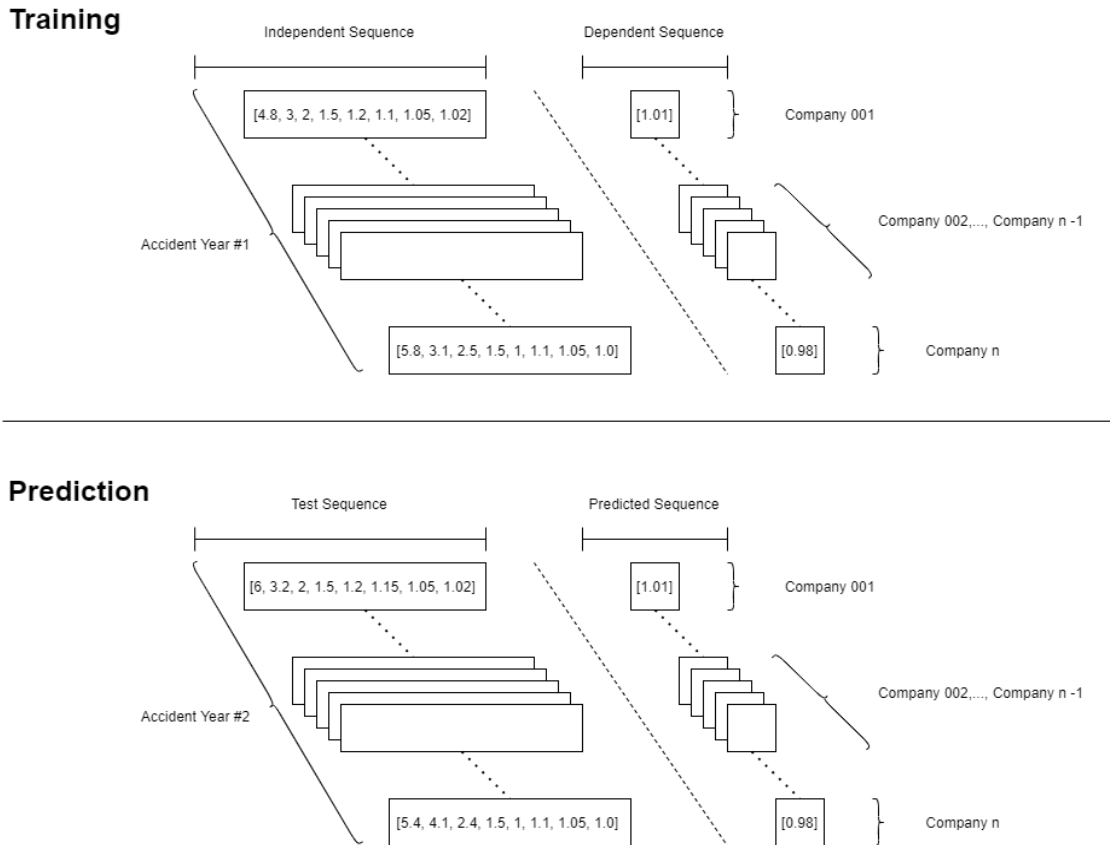 Training
Independent Sequence
Dependent Sequence
[4.8, 3, 2, 1.5, 1.2, 1.1, 1.05, 1.02]
[1.01]
Company 001
Company 002,..., Company n -1
Accident Year #1
[5.8, 3.1, 2.5, 1.5, 1, 1.1, 1.05, 1.0]
[0.98]
Company n
Prediction
Test Sequence
Predicted Sequence
[6, 3.2, 2, 1.5, 1.2, 1.15, 1.05, 1.02]
[1.01]
Company 001
Company 002,..., Company n -1
Accident Year #2
[5.4, 4.1, 2.4, 1.5, 1, 1.1, 1.05, 1.0]
[0.98]
Company n